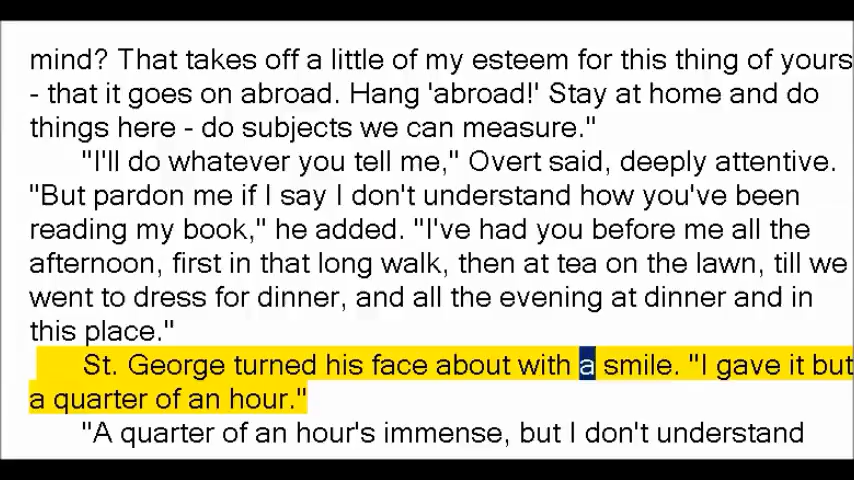 mind? That takes off a little of my esteem for this thing of yours
- that it goes on abroad. Hang 'abroad!' Stay at home and do
things here - do subjects we can measure."
"I'll do whatever you tell me," Overt said, deeply attentive.
"But pardon me if I say I don't understand how you've been
reading my book," he added. "I've had you before me all the
afternoon, first in that long walk, then at tea on the lawn, till we
went to dress for dinner, and all the evening at dinner and in
this place."
St. George turned his face about with a smile. "I gave it but
a quarter of an hour."
"A quarter of an hour's immense, but I don't understand